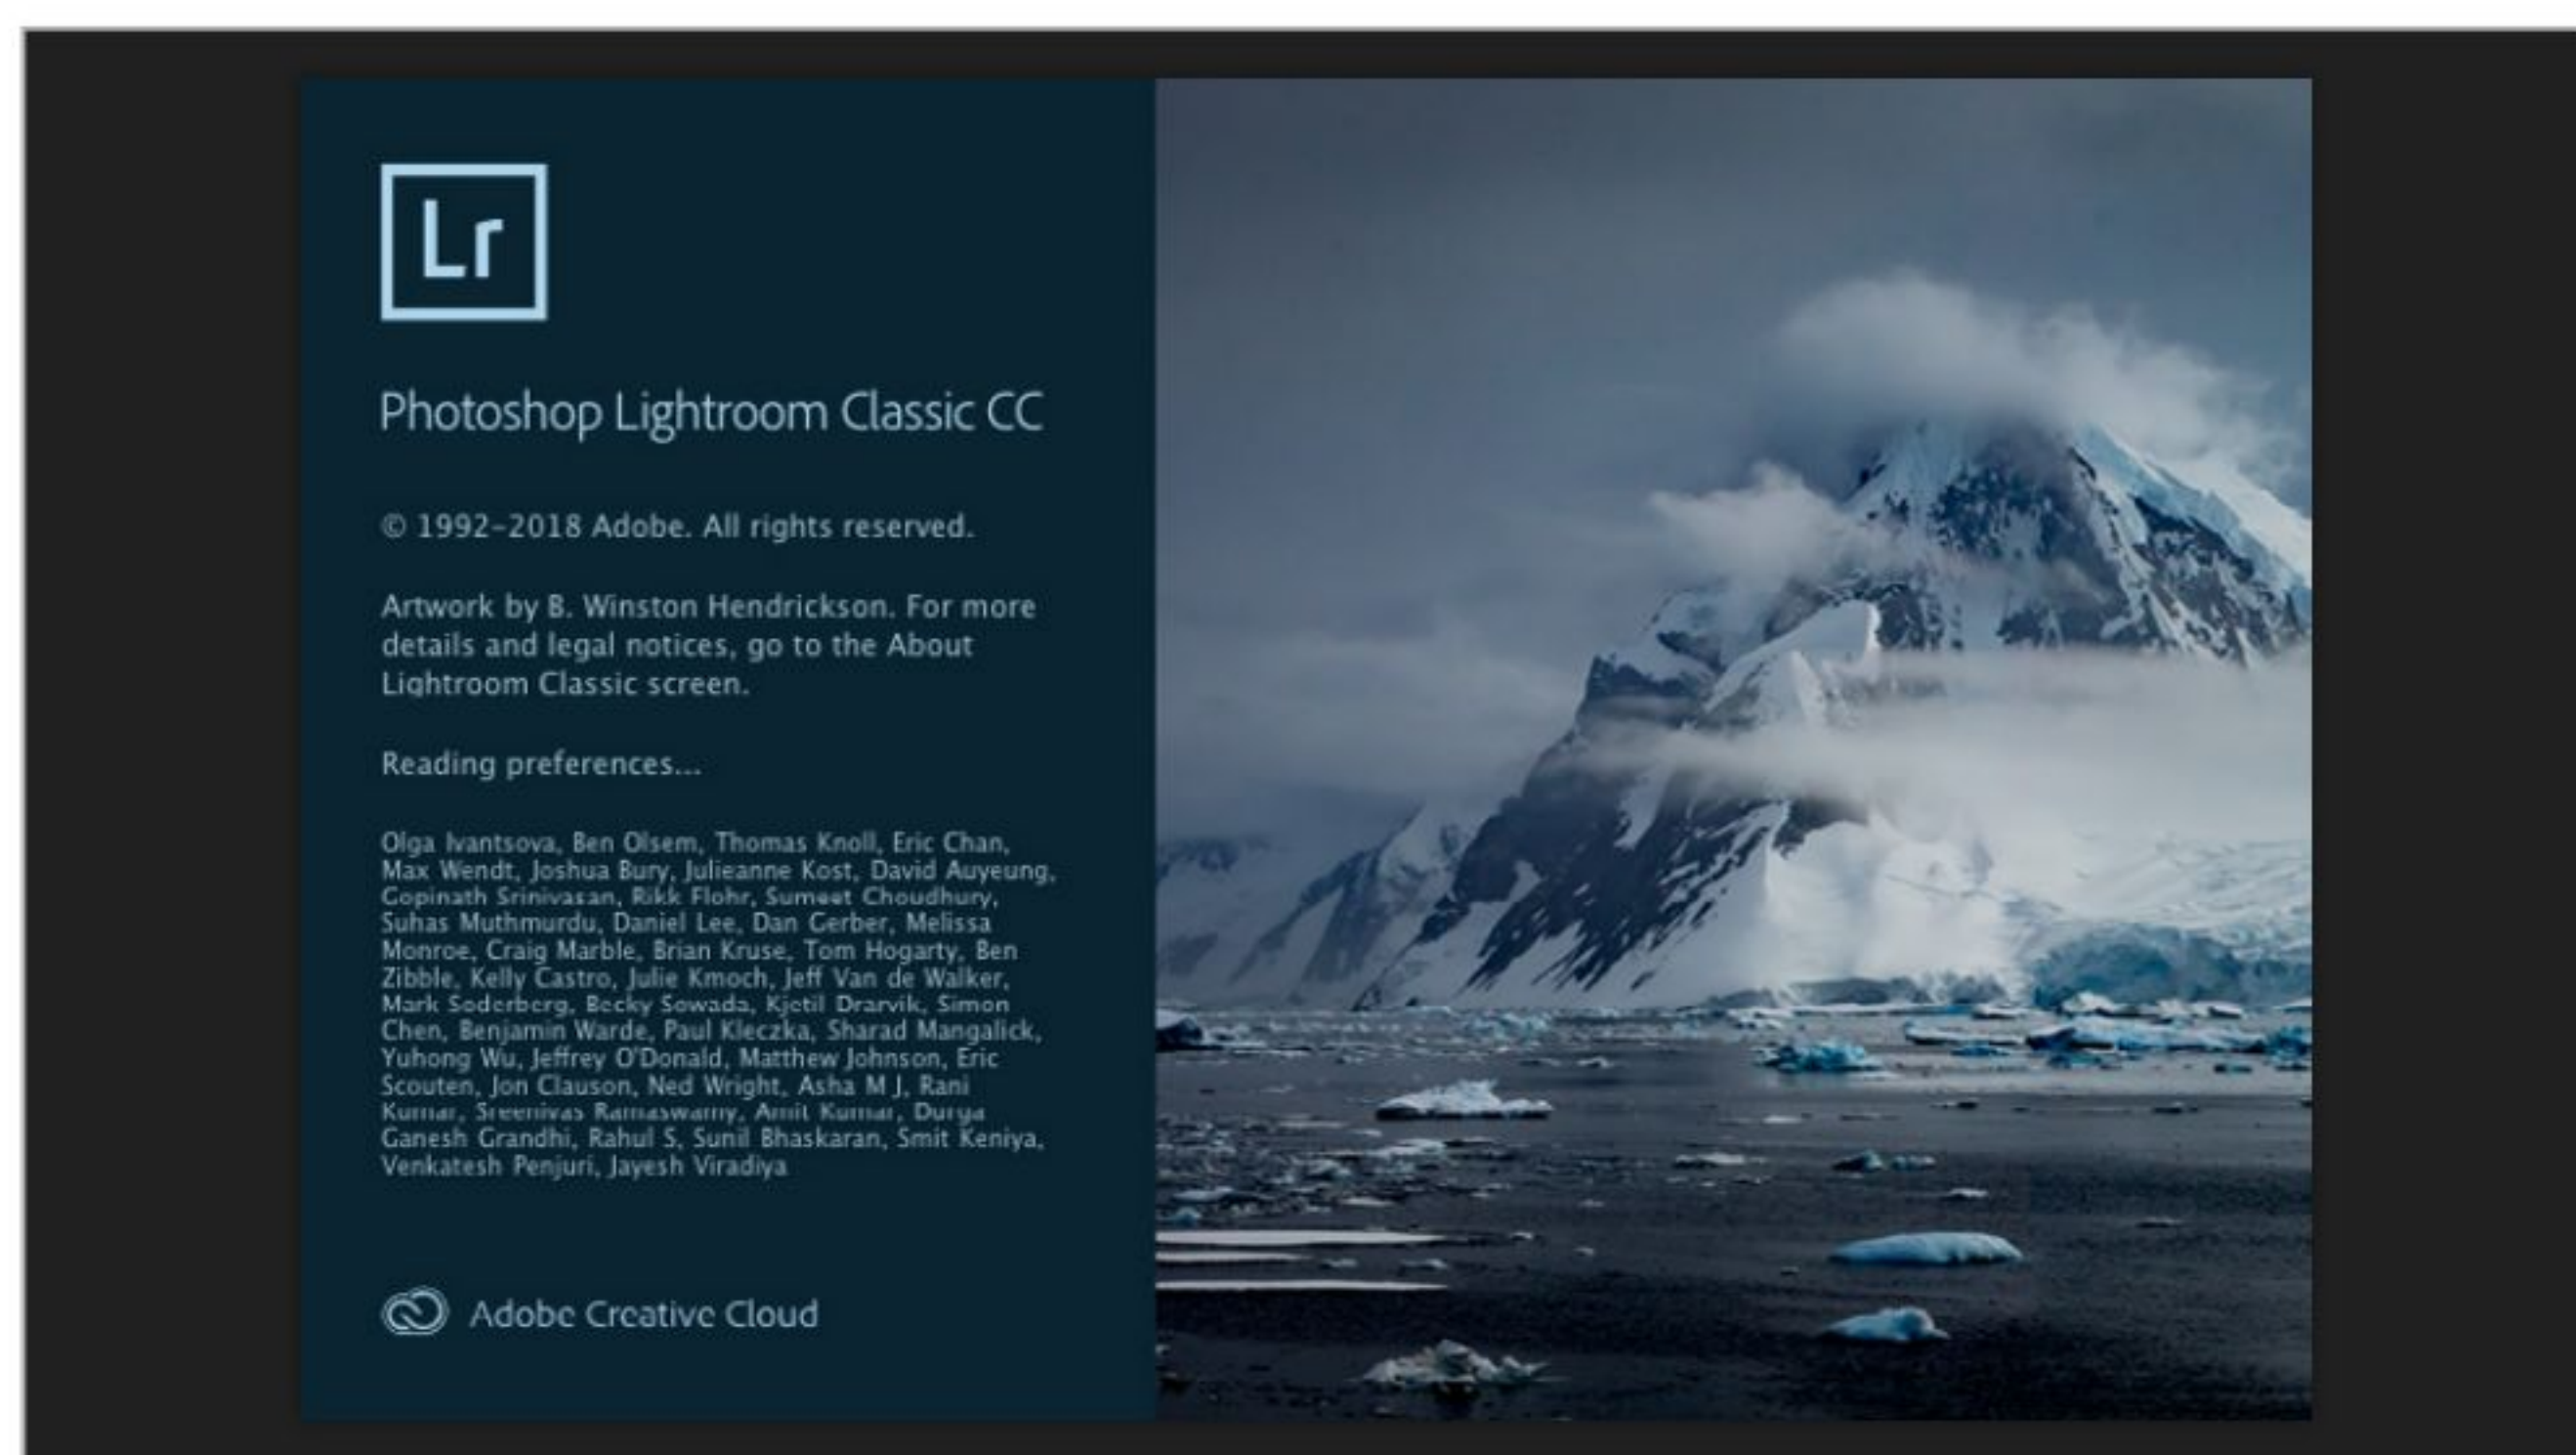 Lr
Photoshop Lightroom Classic CC
© 1992-2018 Adobe. All rights reserved.
Artwork by B. Winston Hendrickson. For more
details and legal notices, go to the About
Lightroom Classic screen.
Reading preferences...
Olga Ivantsova, Ben Olsem, Thomas Knoll, Eric Chan,
Max Wendt, Joshua Bury, Julieanne Kost, David Auyeung,
Gopinath Srinivasan, Rikk Flohr, Sumeet Choudhury,
Suhas Muthmurdu, Daniel Lee, Dan Gerber, Melissa
Monroe, Craig Marble, Brian Kruse, Tom Hogarty, Ben
Zibble, Kelly Castro, Julie Kmoch, Jeff Van de Walker,
Mark Soderberg, Becky Sowada, Kjetil Drarvik, Simon
Chen, Benjamin Warde, Paul Kleczka, Sharad Mangalick,
Yuhong Wu, Jeffrey O'Donald, Matthew Johnson, Eric
Scouten, Jon Clauson, Ned Wright, Asha M J, Rani
Kumar, Sreenivas Ramaswamy, Amit Kumar, Durga
Ganesh Grandhi, Rahul S, Sunil Bhaskaran, Smit Keniya,
Venkatesh Penjuri, Jayesh Viradiya
Adobe Creative Cloud